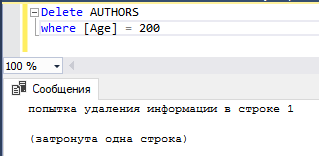 Delete AUTHORS
where [Age] = 200
100 %
Сообщения
попытка удаления информации в строке 1
(затронута одна строка)